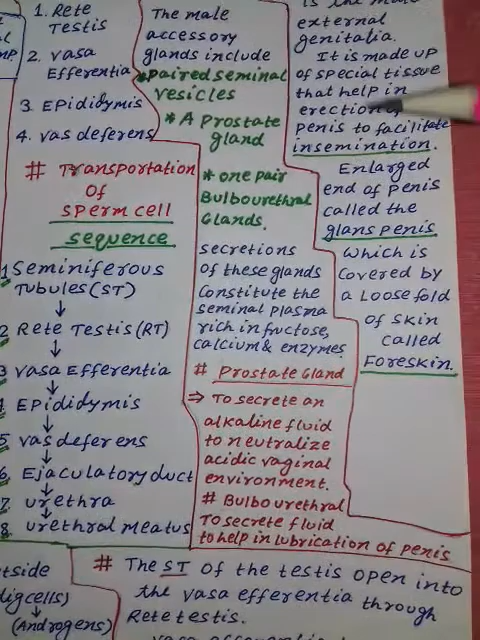 1. Rete
Testis
2. Vasa
Efferentia
3 Epididymis
4. vas deferens
# Transportation
of
sperm cell
sequence
1 Seminiferous
Tubules (ST)
↓
2 Rete Testis (RT)
↓
3 Vasa Efferentia
↓
Epididymis
↓
5 vas deferens
↓
6. Ejaculatory duct
↓
7. urethra
↓
8. urethral meatus
The male
accessory
glands include
*paired seminal
vesicles
* A Prostate
gland
* one pair
Bulbourethral
Glands.
secretions
of these glands
constitute the
seminal plasma
rich in fructose,
calcium & enzymes
# Prostate Gland
⇒ To secrete an
alkaline fluid
to neutralize
acidic vaginal
environment.
# Bulbourethral
To secrete fluid
to help in lubrication of penis
external
genitalia.
It is made up
of special tissue
that help in
erection of
penis to facilitate
insemination.
Enlarged
end of penis
called the
glans penis
which is
covered by
a Loose fold
of skin
called
Foreskin.
(Androgens)
# The ST of the testis open into
the vasa efferentia through
Rete testis.